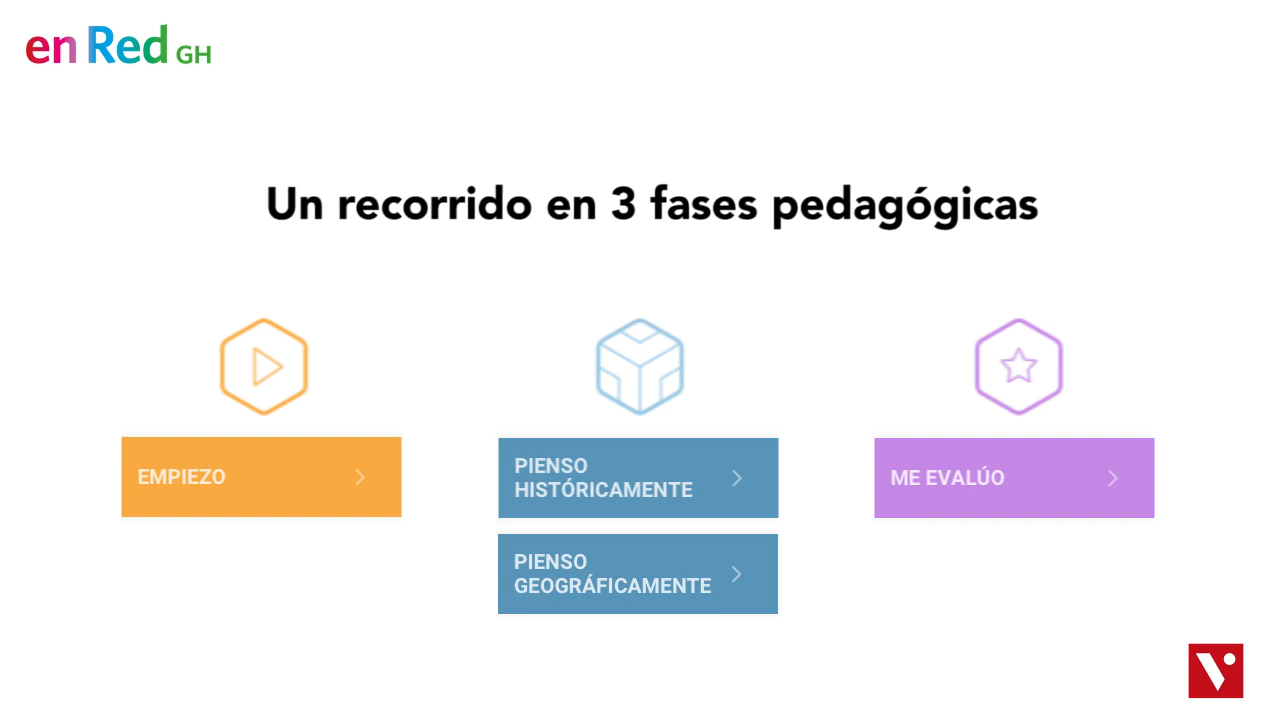 en Red GH
Un recorrido en 3 fases pedagógicas
EMPIEZO
PIENSO
HISTÓRICAMENTE
PIENSO
GEOGRÁFICAMENTE
ME EVALÚO